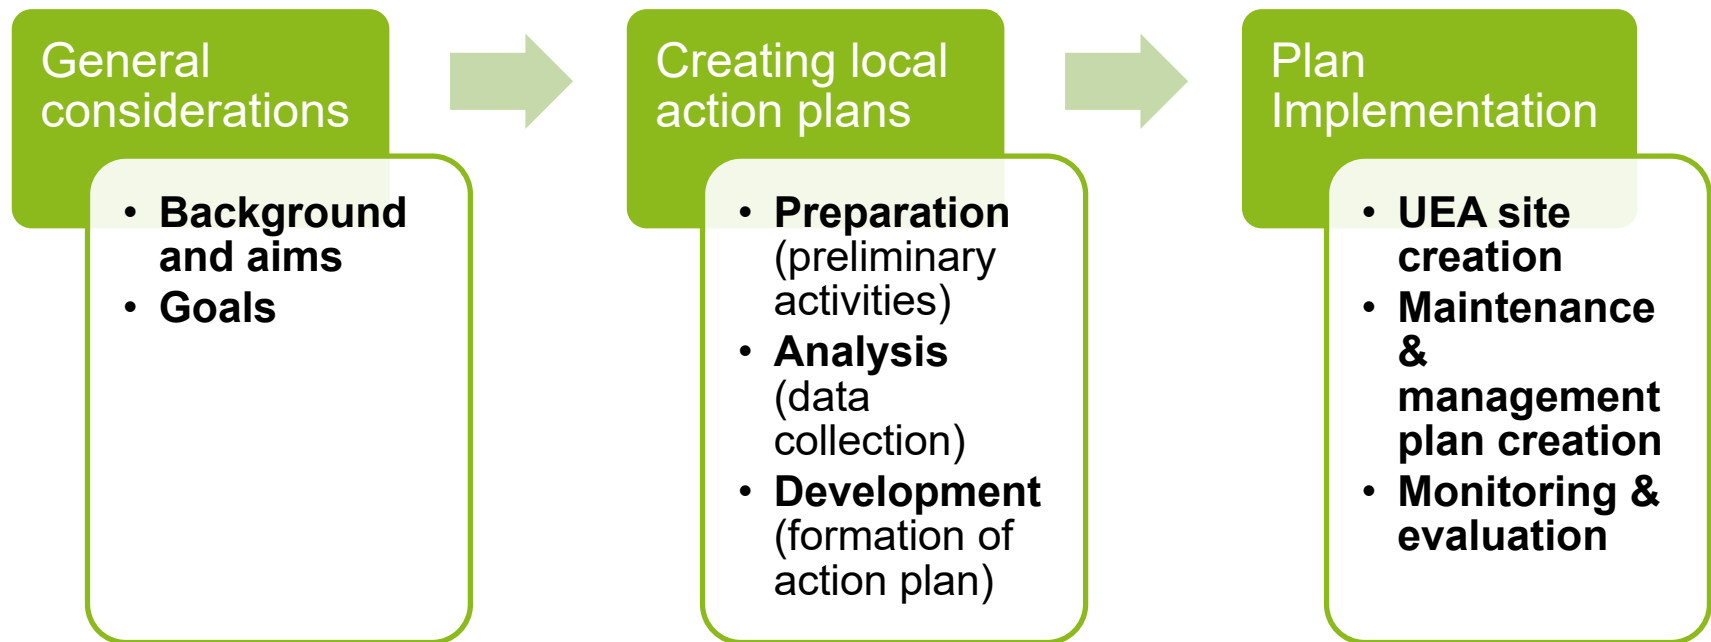 General
considerations
• Background
and aims
• Goals
Creating local
action plans
• Preparation
(preliminary
activities)
• Analysis
(data
collection)
• Development
(formation of
action plan)
Plan
Implementation
• UEA site
creation
• Maintenance
&
management
plan creation
• Monitoring &
evaluation